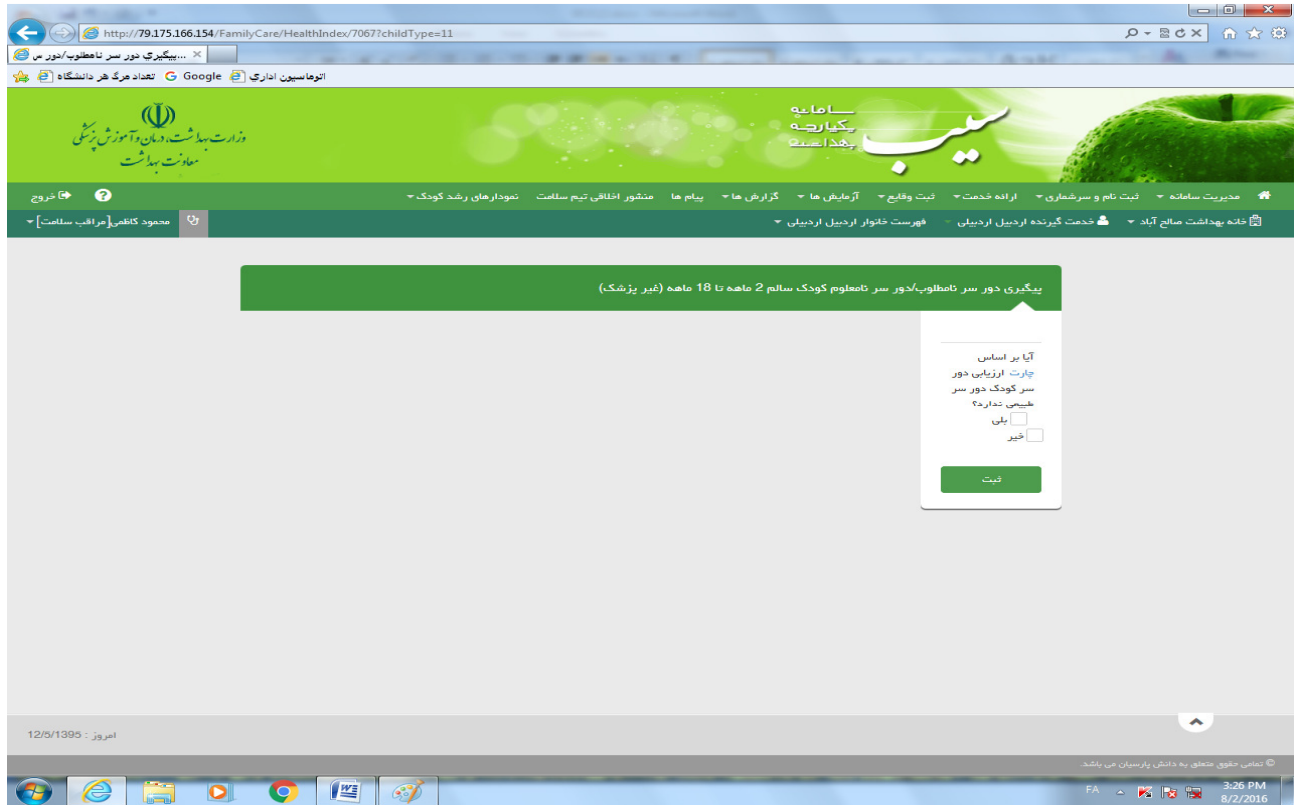 http://79.175.166.154/FamilyCare/HealthIndex/7067?childType=11
پیگیری دور سر نامطلوب/دور س...
تعداد مرگ هر دانشگاه Google اتوماسیون اداری
وزارت بهداشت، درمان و آموزش پزشکی
معاونت بهداشت
سامانه
یکپارچه
بهداشت
سیب
مدیریت سامانه ثبت نام و سرشماری ارائه خدمت ثبت وقایع آزمایش ها گزارش ها پیام ها منشور اخلاقی تیم سلامت نمودارهای رشد کودک خروج
خانه بهداشت صالح آباد خدمت گیرنده اردبیل اردبیلی فهرست خانوار اردبیل اردبیلی محمود کاظمی[مراقب سلامت]
پیگیری دور سر نامطلوب/دور سر نامعلوم کودک سالم 2 ماهه تا 18 ماهه (غیر پزشک)
آیا بر اساس
چارت ارزیابی دور
سر کودک دور سر
طبیعی ندارد؟
بلی
خیر
ثبت
امروز : 12/5/1395
© تمامی حقوق متعلق به دانش پارسیان می باشد.
FA
3:26 PM
8/2/2016